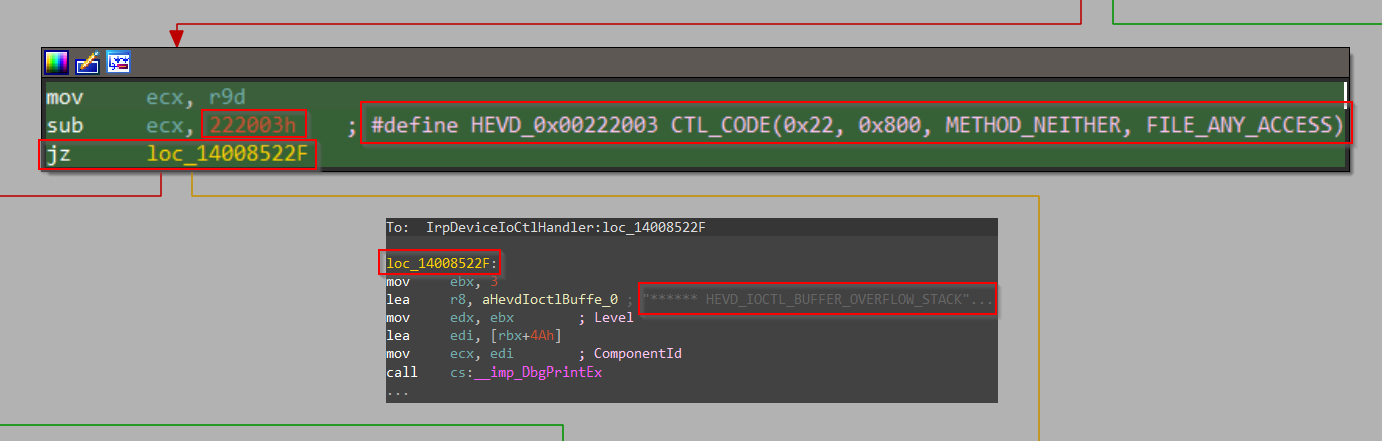 mov ecx, r9d
sub ecx, 222003h ; #define HEVD_0x00222003 CTL_CODE(0x22, 0x800, METHOD_NEITHER, FILE_ANY_ACCESS)
jz loc_14008522F
To: IrpDeviceIoCtlHandler:loc_14008522F
loc_14008522F:
mov ebx, 3
lea r8, aHevdIoctlBuffe_0 ; "****** HEVD_IOCTL_BUFFER_OVERFLOW_STACK"...
mov edx, ebx ; Level
lea edi, [rbx+4Ah]
mov ecx, edi ; ComponentId
call cs:__imp_DbgPrintEx
...